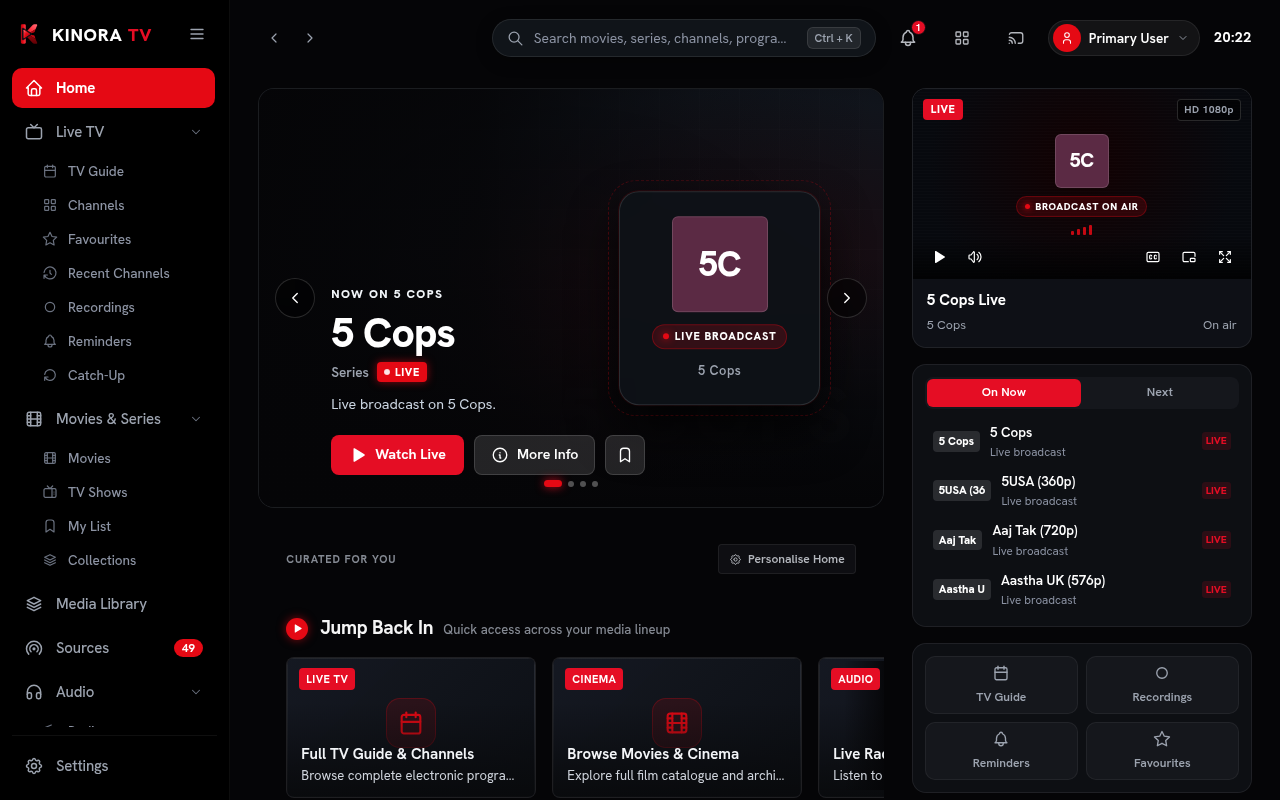 KINORA TV
Home
Live TV
TV Guide
Channels
Favourites
Recent Channels
Recordings
Reminders
Catch-Up
Movies & Series
Movies
TV Shows
My List
Collections
Media Library
Sources 49
Audio
Settings
Search movies, series, channels, progra... Ctrl + K
1
Primary User
20:22
5C
LIVE BROADCAST
5 Cops
NOW ON 5 COPS
5 Cops
Series LIVE
Live broadcast on 5 Cops.
Watch Live
More Info
CURATED FOR YOU
Personalise Home
Jump Back In Quick access across your media lineup
LIVE TV
Full TV Guide & Channels
Browse complete electronic progra...
CINEMA
Browse Movies & Cinema
Explore full film catalogue and archi...
AUDIO
Live
Listen to
LIVE
HD 1080p
5C
BROADCAST ON AIR
5 Cops Live
5 Cops On air
On Now Next
5 Cops 5 Cops LIVE
Live broadcast
5USA (36 5USA (360p) LIVE
Live broadcast
Aaj Tak Aaj Tak (720p) LIVE
Live broadcast
Aastha U Aastha UK (576p) LIVE
Live broadcast
TV Guide
Recordings
Reminders
Favourites